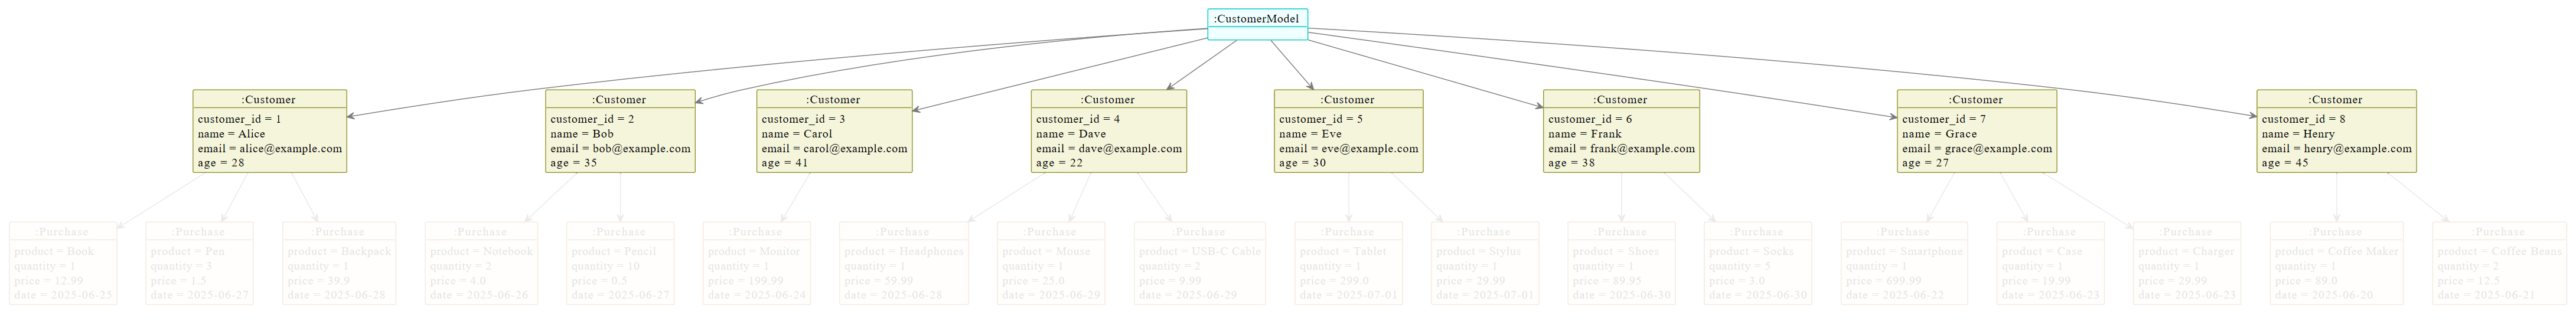 :CustomerModel
:Customer
customer_id = 1
name = Alice
email = alice@example.com
age = 28
:Customer
customer_id = 2
name = Bob
email = bob@example.com
age = 35
:Customer
customer_id = 3
name = Carol
email = carol@example.com
age = 41
:Customer
customer_id = 4
name = Dave
email = dave@example.com
age = 22
:Customer
customer_id = 5
name = Eve
email = eve@example.com
age = 30
:Customer
customer_id = 6
name = Frank
email = frank@example.com
age = 38
:Customer
customer_id = 7
name = Grace
email = grace@example.com
age = 27
:Customer
customer_id = 8
name = Henry
email = henry@example.com
age = 45
:Purchase
product = Book
quantity = 1
price = 12.99
date = 2025-06-25
:Purchase
product = Pen
quantity = 3
price = 1.5
date = 2025-06-27
:Purchase
product = Backpack
quantity = 1
price = 39.9
date = 2025-06-28
:Purchase
product = Notebook
quantity = 2
price = 4.0
date = 2025-06-26
:Purchase
product = Pencil
quantity = 10
price = 0.5
date = 2025-06-27
:Purchase
product = Monitor
quantity = 1
price = 199.99
date = 2025-06-24
:Purchase
product = Headphones
quantity = 1
price = 59.99
date = 2025-06-28
:Purchase
product = Mouse
quantity = 1
price = 25.0
date = 2025-06-29
:Purchase
product = USB-C Cable
quantity = 2
price = 9.99
date = 2025-06-29
:Purchase
product = Tablet
quantity = 1
price = 299.0
date = 2025-07-01
:Purchase
product = Stylus
quantity = 1
price = 29.99
date = 2025-07-01
:Purchase
product = Shoes
quantity = 1
price = 89.95
date = 2025-06-30
:Purchase
product = Socks
quantity = 5
price = 3.0
date = 2025-06-30
:Purchase
product = Smartphone
quantity = 1
price = 699.99
date = 2025-06-22
:Purchase
product = Case
quantity = 1
price = 19.99
date = 2025-06-23
:Purchase
product = Charger
quantity = 1
price = 29.99
date = 2025-06-23
:Purchase
product = Coffee Maker
quantity = 1
price = 89.0
date = 2025-06-20
:Purchase
product = Coffee Beans
quantity = 2
price = 12.5
date = 2025-06-21